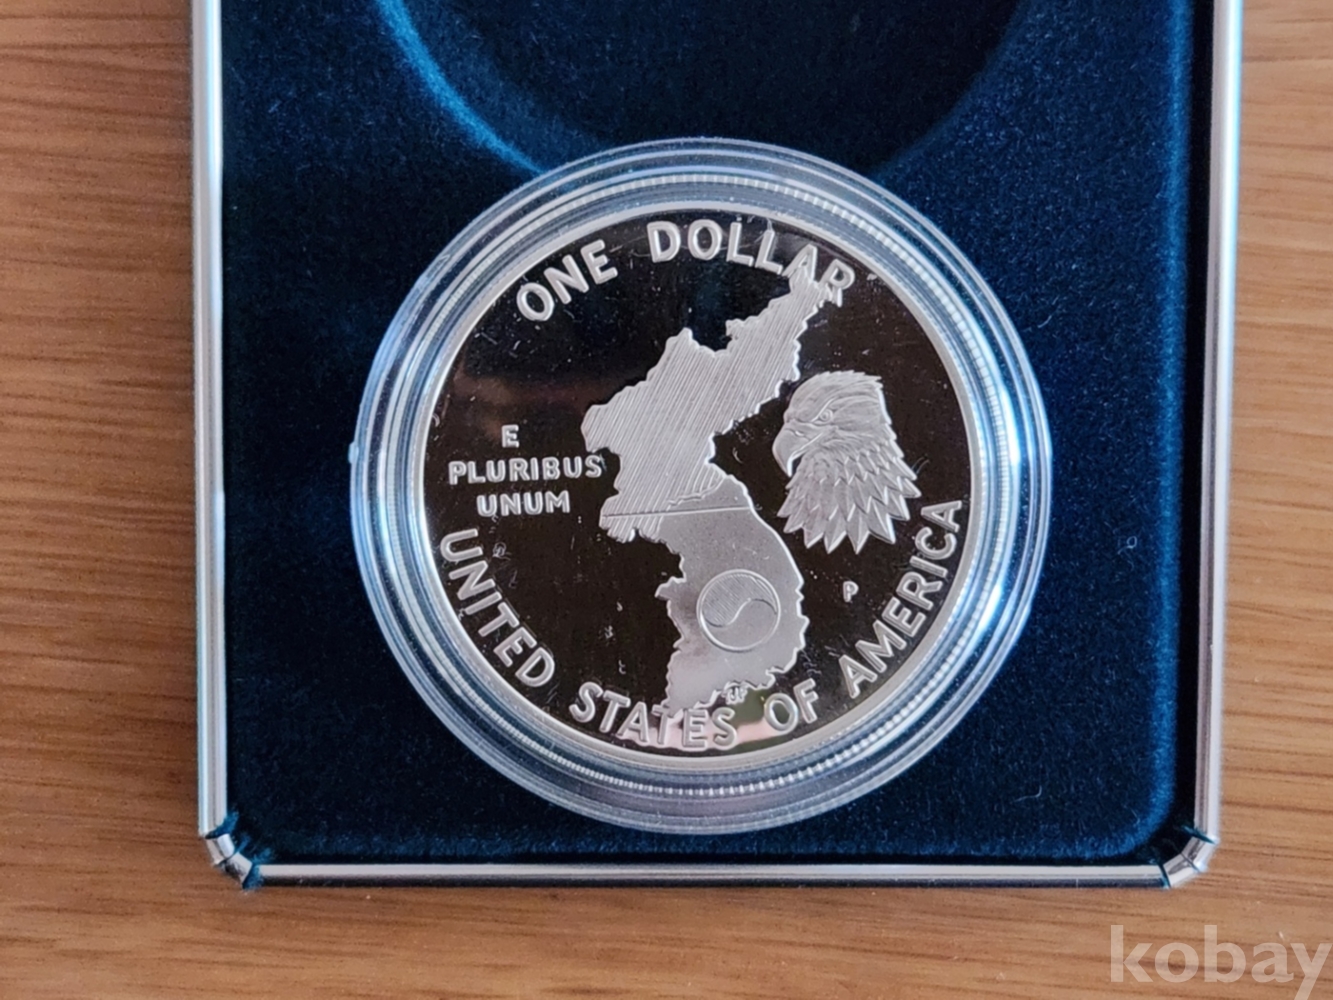 ONE DOLLAR
E
PLURIBUS
UNUM
P
UNITED STATES OF AMERICA
kobay